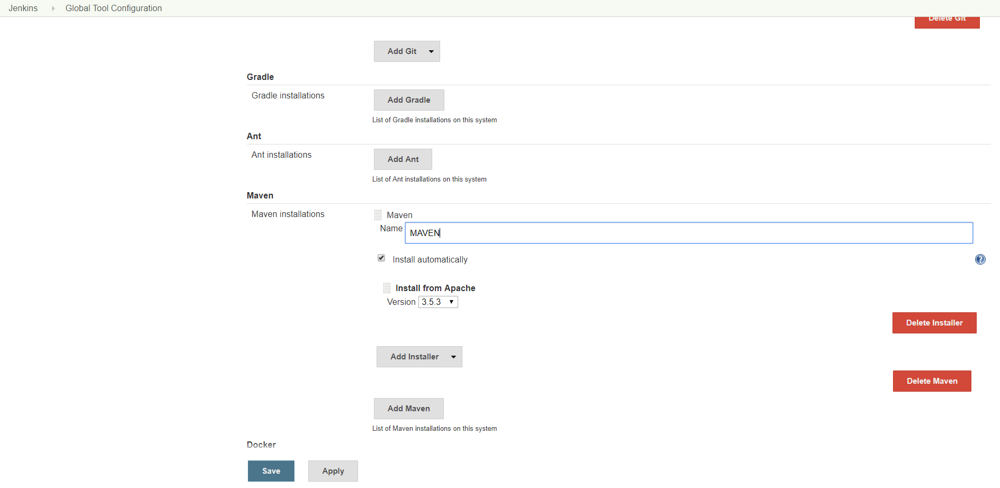 Jenkins Global Tool Configuration
Delete Git
Add Git
Gradle
Gradle installations
Add Gradle
List of Gradle installations on this system
Ant
Ant installations
Add Ant
List of Ant installations on this system
Maven
Maven installations
Maven
Name MAVEN
Install automatically
?
Install from Apache
Version 3.5.3
Delete Installer
Add Installer
Delete Maven
Add Maven
List of Maven installations on this system
Docker
Save Apply